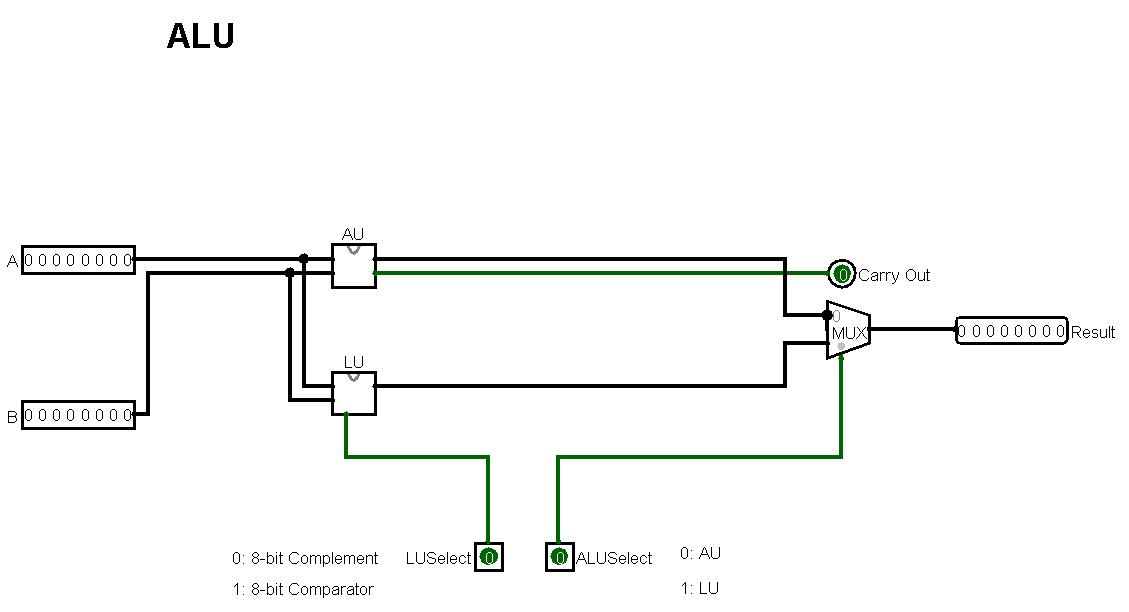 ALU
AU
A 0 0 0 0 0 0 0 0
0 Carry Out
0
MUX
0 0 0 0 0 0 0 0 Result
LU
B 0 0 0 0 0 0 0 0
0: 8-bit Complement
LUSelect 0
0 ALUSelect
0: AU
1: 8-bit Comparator
1: LU